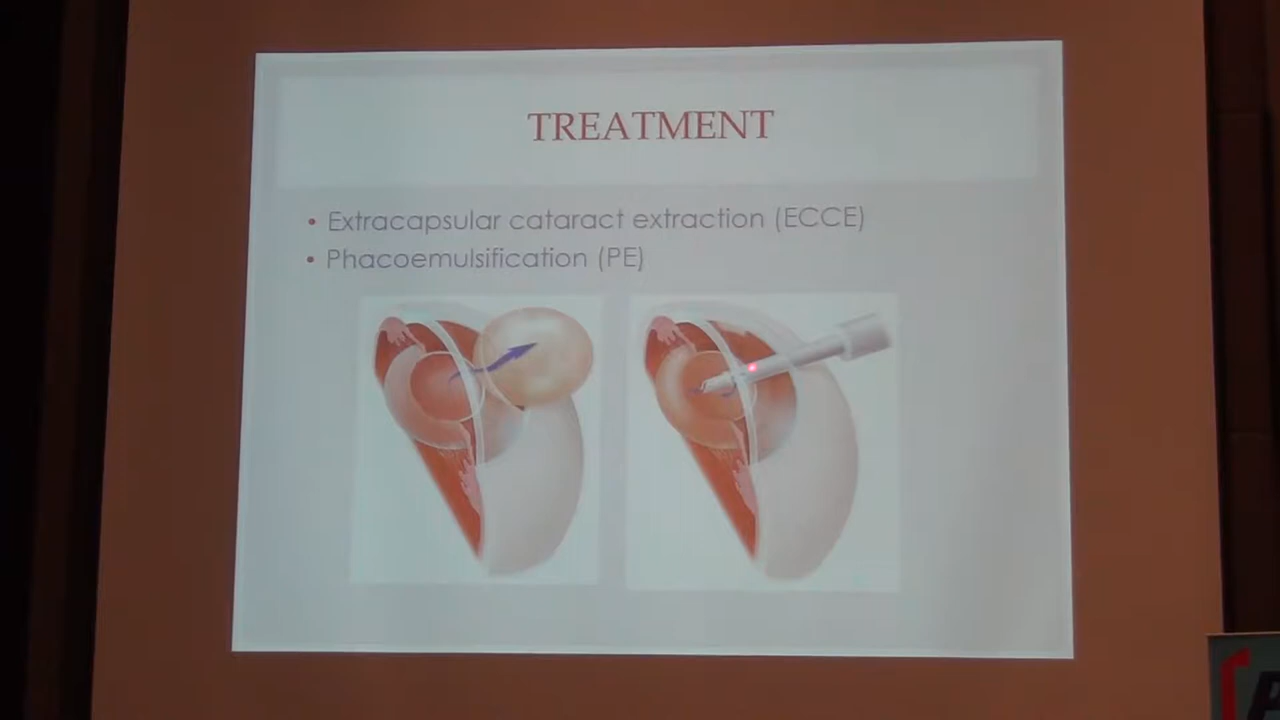 TREATMENT
• Extracapsular cataract extraction (ECCE)
• Phacoemulsification (PE)